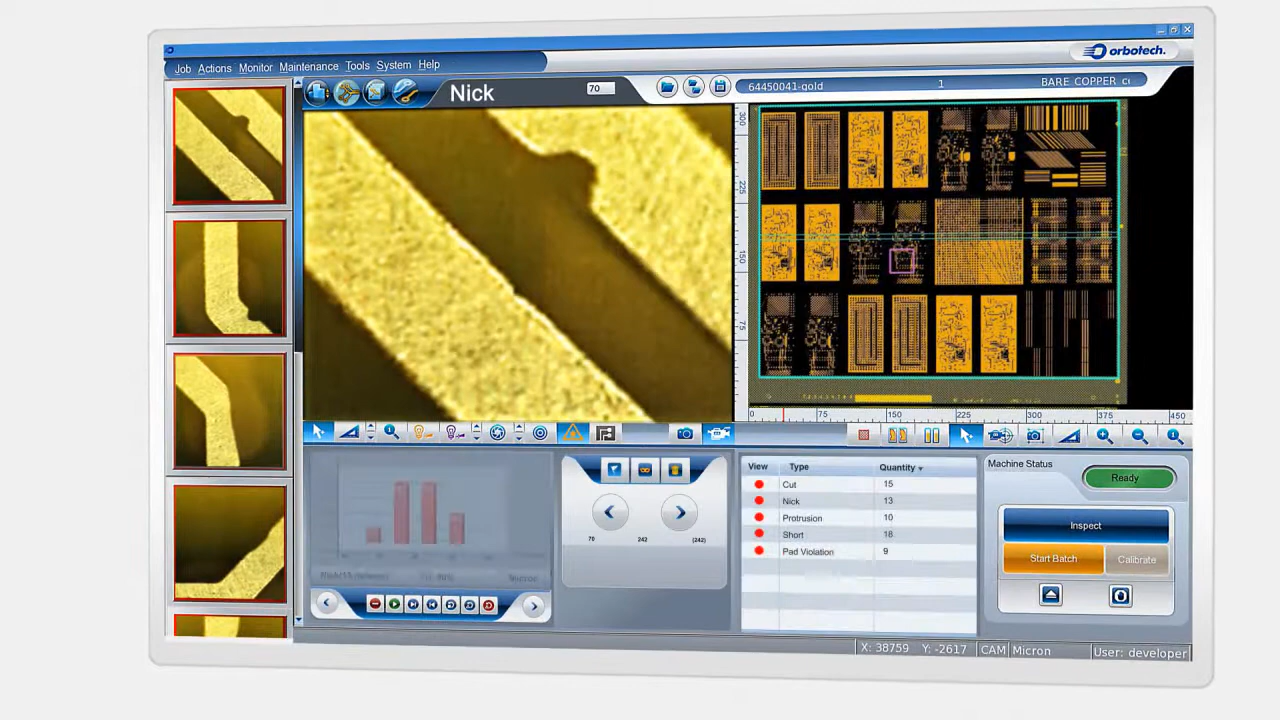 orbotech.
Job Actions Monitor Maintenance Tools System Help
Nick
70
64450041-gold 1 BARE COPPER
300
225
150
75
0 75 150 225 300 375 450
View Type Quantity
Cut 15
Nick 13
Protrusion 10
Short 18
Pad Violation 9
70 242 (242)
Machine Status
Ready
Inspect
Start Batch Calibrate
X: 38759 Y: -2617 CAM Micron User: developer